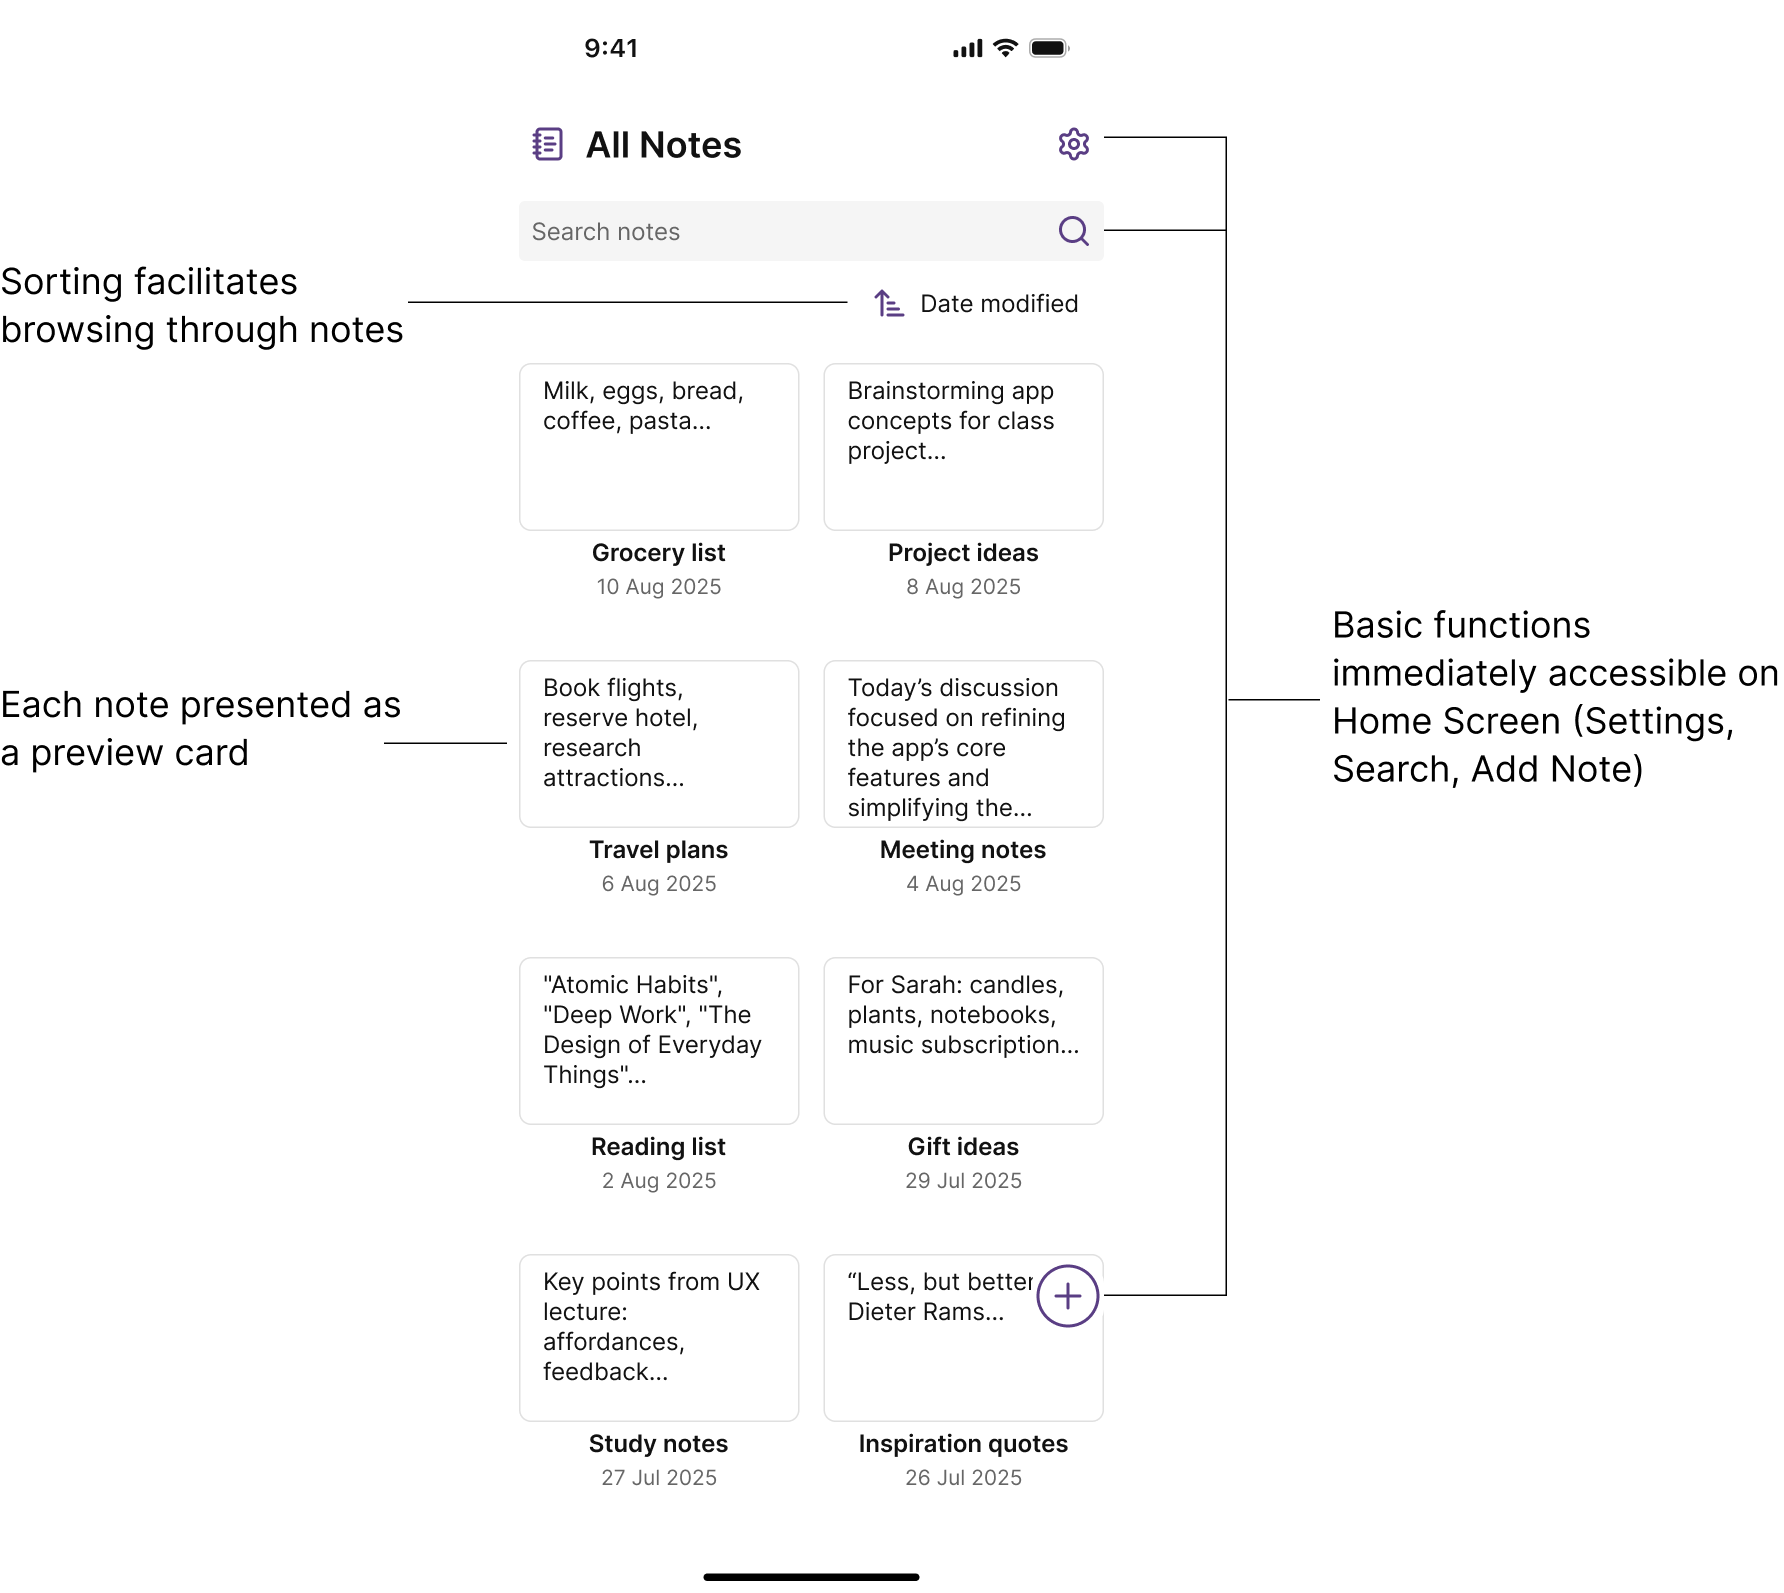 9:41
All Notes
Search notes
Sorting facilitates
browsing through notes
Date modified
Milk, eggs, bread,
coffee, pasta...
Grocery list
10 Aug 2025
Brainstorming app
concepts for class
project...
Project ideas
8 Aug 2025
Each note presented as
a preview card
Book flights,
reserve hotel,
research
attractions...
Travel plans
6 Aug 2025
Today’s discussion
focused on refining
the app’s core
features and
simplifying the...
Meeting notes
4 Aug 2025
Basic functions
immediately accessible on
Home Screen (Settings,
Search, Add Note)
"Atomic Habits",
"Deep Work", "The
Design of Everyday
Things"...
Reading list
2 Aug 2025
For Sarah: candles,
plants, notebooks,
music subscription...
Gift ideas
29 Jul 2025
Key points from UX
lecture:
affordances,
feedback...
Study notes
27 Jul 2025
“Less, but better
Dieter Rams...
Inspiration quotes
26 Jul 2025